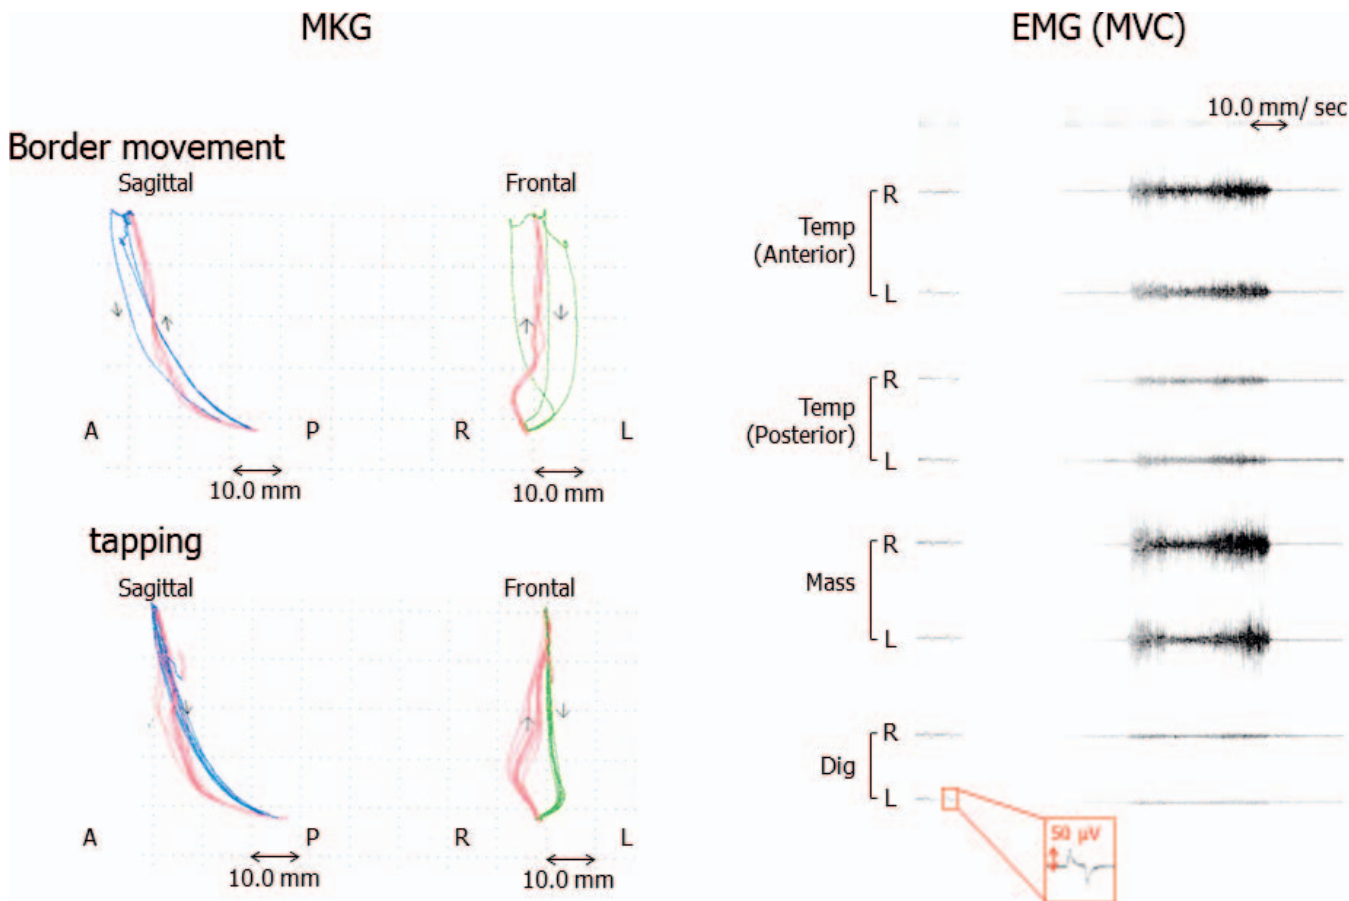 MKG
EMG (MVC)
10.0 mm/ sec
Border movement
Sagittal
Frontal
A
P
R
L
10.0 mm
10.0 mm
tapping
Sagittal
Frontal
A
P
R
L
10.0 mm
10.0 mm
R
Temp
(Anterior)
L
R
Temp
(Posterior)
L
R
Mass
L
R
Dig
L
50 μV